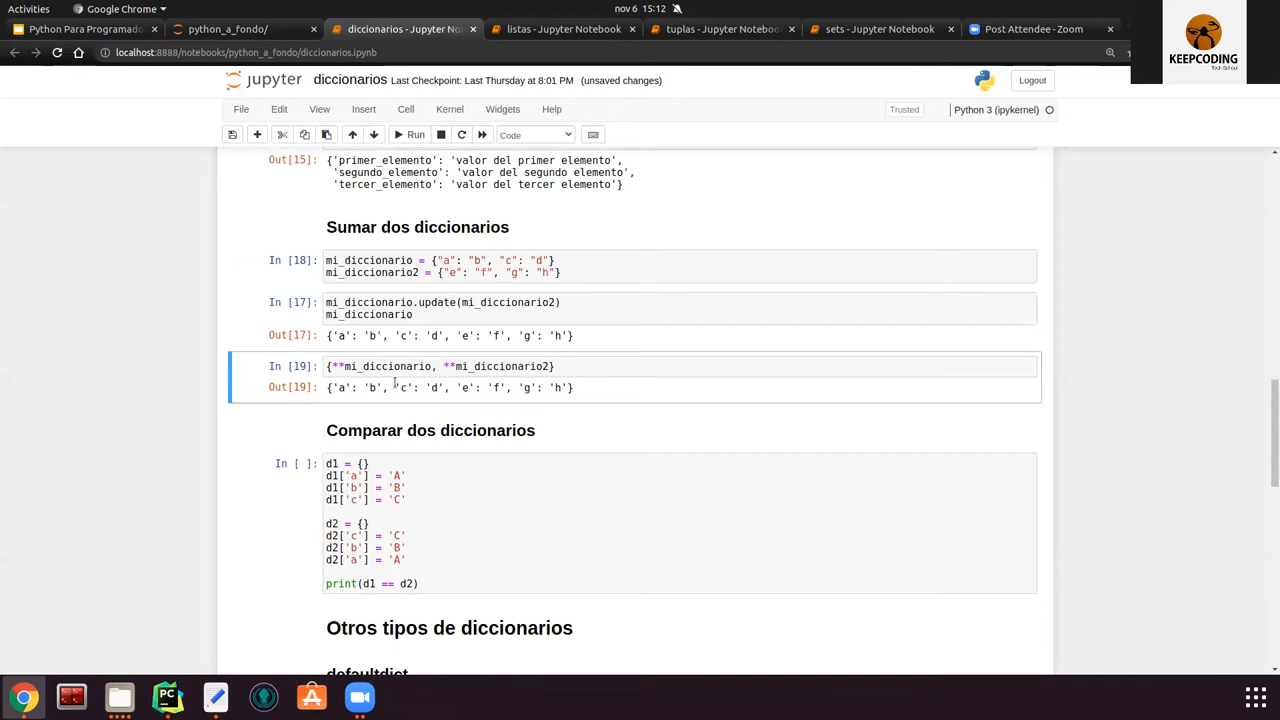 Activities
Google Chrome
nov 6 15:12
Python Para Programado
python_a_fondo/
diccionarios - Jupyter Note
listas - Jupyter Notebook
tuplas - Jupyter Notebook
sets - Jupyter Notebook
Post Attendee - Zoom
localhost:8888/notebooks/python_a_fondo/diccionarios.ipynb
KEEPCODING
Tech School
jupyter
diccionarios Last Checkpoint: Last Thursday at 8:01 PM (unsaved changes)
Logout
File Edit View Insert Cell Kernel Widgets Help
Trusted
Python 3 (ipykernel)
Run
Code
Out[15]: {'primer_elemento': 'valor del primer elemento',
'segundo_elemento': 'valor del segundo elemento',
'tercer_elemento': 'valor del tercer elemento'}
Sumar dos diccionarios
In [18]: mi_diccionario = {"a": "b", "c": "d"}
mi_diccionario2 = {"e": "f", "g": "h"}
In [17]: mi_diccionario.update(mi_diccionario2)
mi_diccionario
Out[17]: {'a': 'b', 'c': 'd', 'e': 'f', 'g': 'h'}
In [19]: {**mi_diccionario, **mi_diccionario2}
Out[19]: {'a': 'b', 'c': 'd', 'e': 'f', 'g': 'h'}
Comparar dos diccionarios
In [ ]: d1 = {}
d1['a'] = 'A'
d1['b'] = 'B'
d1['c'] = 'C'
d2 = {}
d2['c'] = 'C'
d2['b'] = 'B'
d2['a'] = 'A'
print(d1 == d2)
Otros tipos de diccionarios
defaultdict
PC